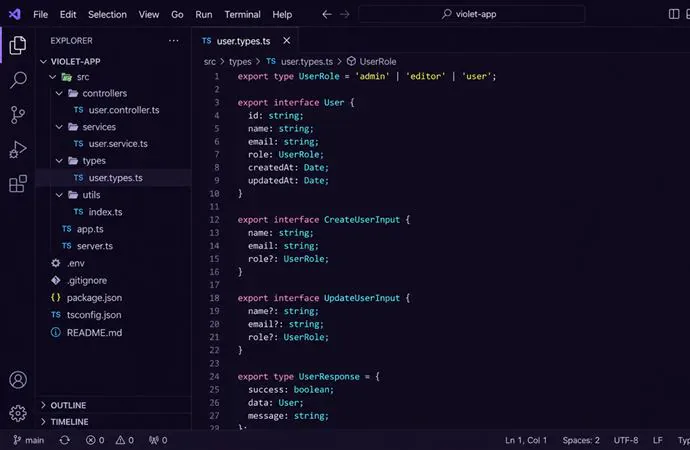 File Edit Selection View Go Run Terminal Help violet-app
EXPLORER
VIOLET-APP
src
controllers
TS user.controller.ts
services
TS user.service.ts
types
TS user.types.ts
utils
TS index.ts
TS app.ts
TS server.ts
.env
.gitignore
{} package.json
TS tsconfig.json
README.md
OUTLINE
TIMELINE
TS user.types.ts
src > types > TS user.types.ts > UserRole
1 export type UserRole = 'admin' | 'editor' | 'user';
2
3 export interface User {
4 id: string;
5 name: string;
6 email: string;
7 role: UserRole;
8 createdAt: Date;
9 updatedAt: Date;
10 }
11
12 export interface CreateUserInput {
13 name: string;
14 email: string;
15 role?: UserRole;
16 }
17
18 export interface UpdateUserInput {
19 name?: string;
20 email?: string;
21 role?: UserRole;
22 }
23
24 export type UserResponse = {
25 success: boolean;
26 data: User;
27 message: string;
};
main 0 0 0 Ln 1, Col 1 Spaces: 2 UTF-8 LF Typ